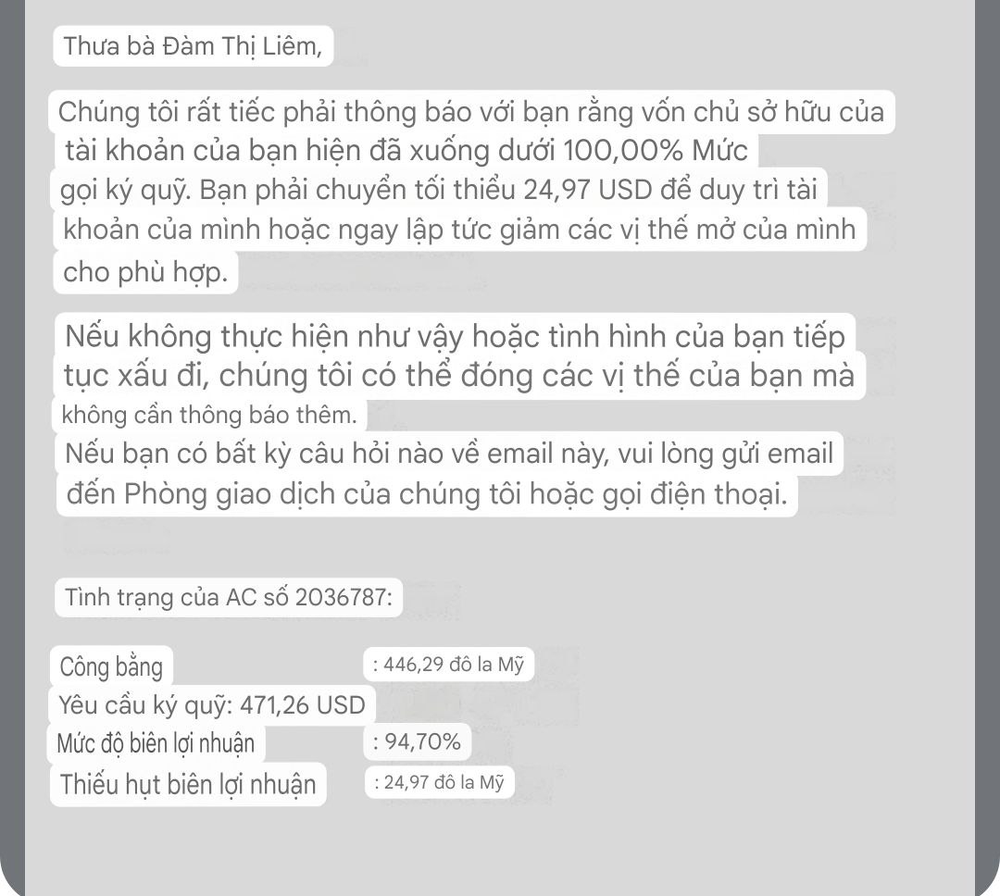 Thưa bà Đàm Thị Liêm,
Chúng tôi rất tiếc phải thông báo với bạn rằng vốn chủ sở hữu của
tài khoản của bạn hiện đã xuống dưới 100,00% Mức
gọi ký quỹ. Bạn phải chuyển tối thiểu 24,97 USD để duy trì tài
khoản của mình hoặc ngay lập tức giảm các vị thế mở của mình
cho phù hợp.
Nếu không thực hiện như vậy hoặc tình hình của bạn tiếp
tục xấu đi, chúng tôi có thể đóng các vị thế của bạn mà
không cần thông báo thêm.
Nếu bạn có bất kỳ câu hỏi nào về email này, vui lòng gửi email
đến Phòng giao dịch của chúng tôi hoặc gọi điện thoại.
Tình trạng của AC số 2036787:
Công bằng : 446,29 đô la Mỹ
Yêu cầu ký quỹ: 471,26 USD
Mức độ biên lợi nhuận : 94,70%
Thiếu hụt biên lợi nhuận : 24,97 đô la Mỹ